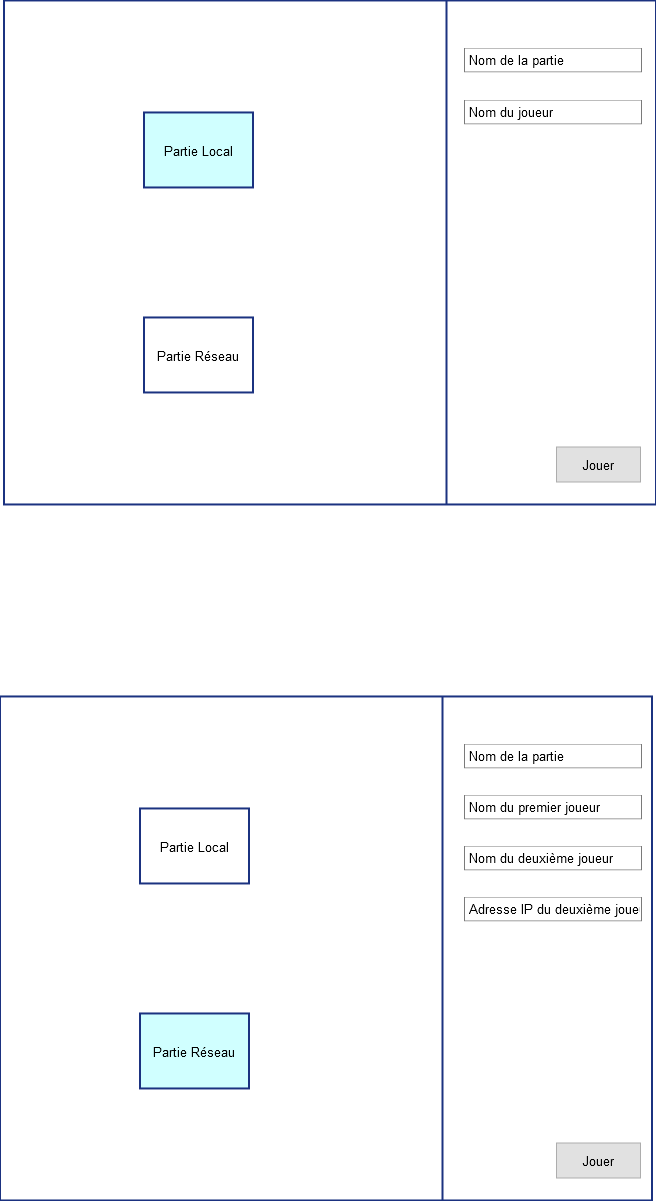 Nom de la partie
Nom du joueur
Partie Local
Partie Réseau
Jouer
Nom de la partie
Nom du premier joueur
Partie Local
Nom du deuxième joueur
Adresse IP du deuxième joue
Partie Réseau
Jouer